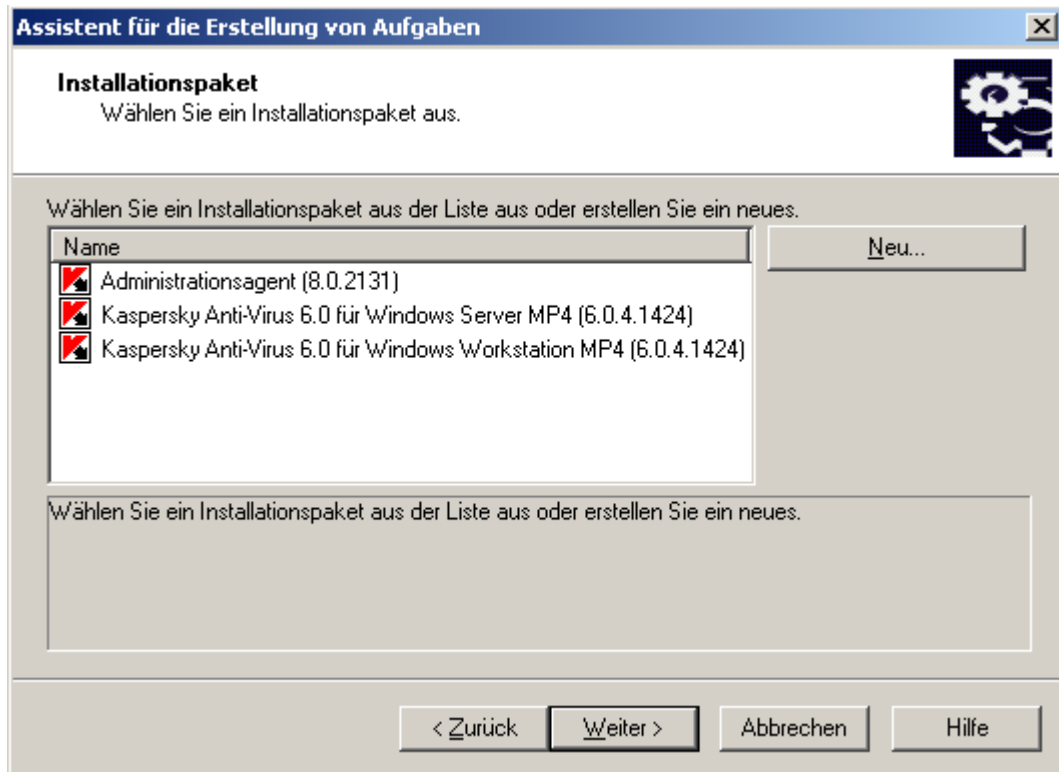 Assistent für die Erstellung von Aufgaben
Installationspaket
Wählen Sie ein Installationspaket aus.
Wählen Sie ein Installationspaket aus der Liste aus oder erstellen Sie ein neues.
Name
Neu...
Administrationsagent (8.0.2131)
Kaspersky Anti-Virus 6.0 für Windows Server MP4 (6.0.4.1424)
Kaspersky Anti-Virus 6.0 für Windows Workstation MP4 (6.0.4.1424)
Wählen Sie ein Installationspaket aus der Liste aus oder erstellen Sie ein neues.
< Zurück Weiter > Abbrechen Hilfe